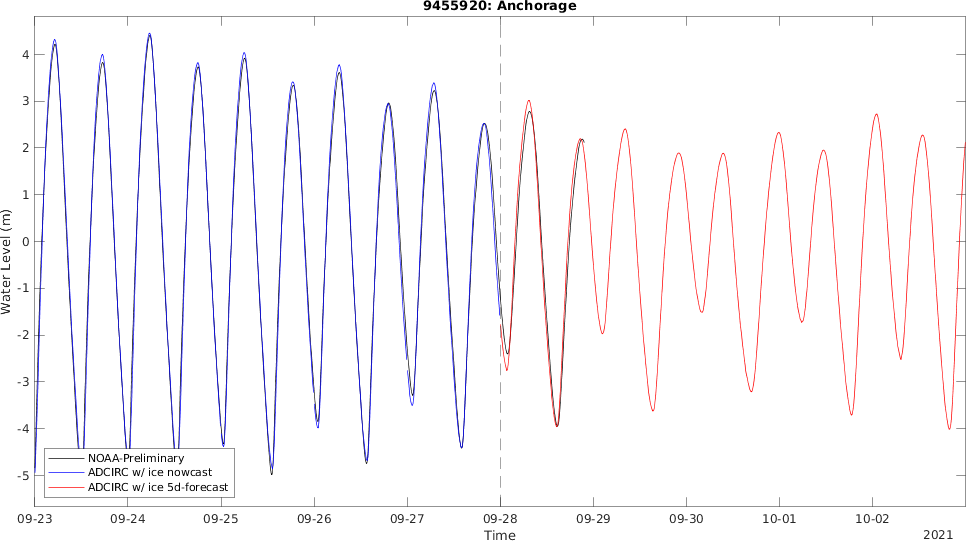 9455920: Anchorage
Water Level (m)
4
3
2
1
0
-1
-2
-3
-4
-5
NOAA-Preliminary
ADCIRC w/ ice nowcast
ADCIRC w/ ice 5d-forecast
09-23 09-24 09-25 09-26 09-27 09-28 09-29 09-30 10-01 10-02
Time
2021